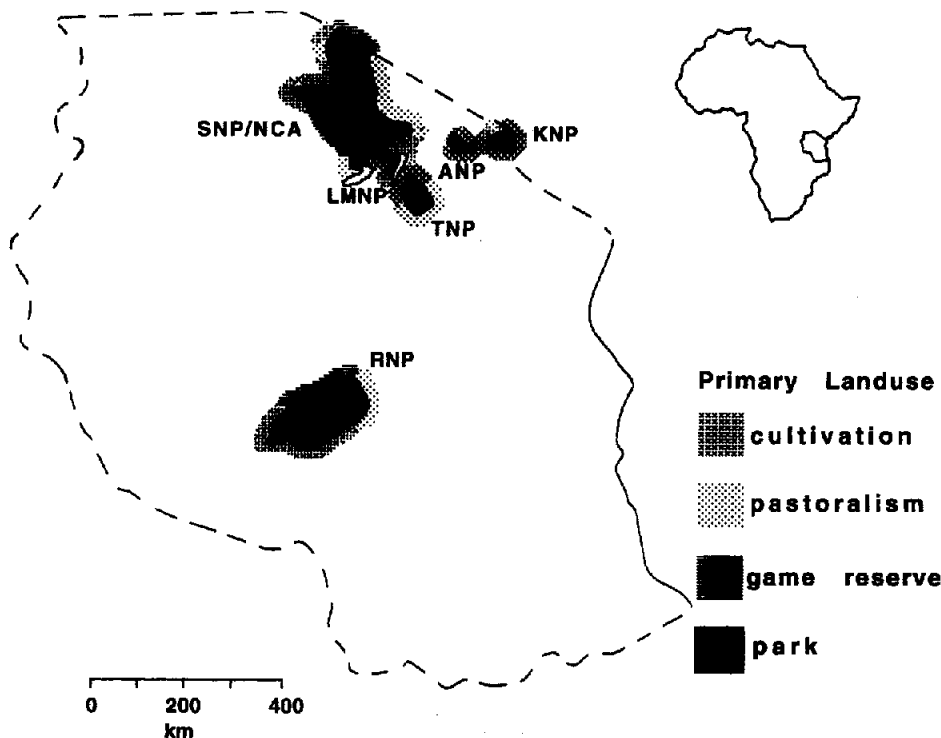 SNP/NCA
KNP
ANP
LMNP
TNP
RNP
Primary Landuse
cultivation
pastoralism
game reserve
park
0 200 400
km